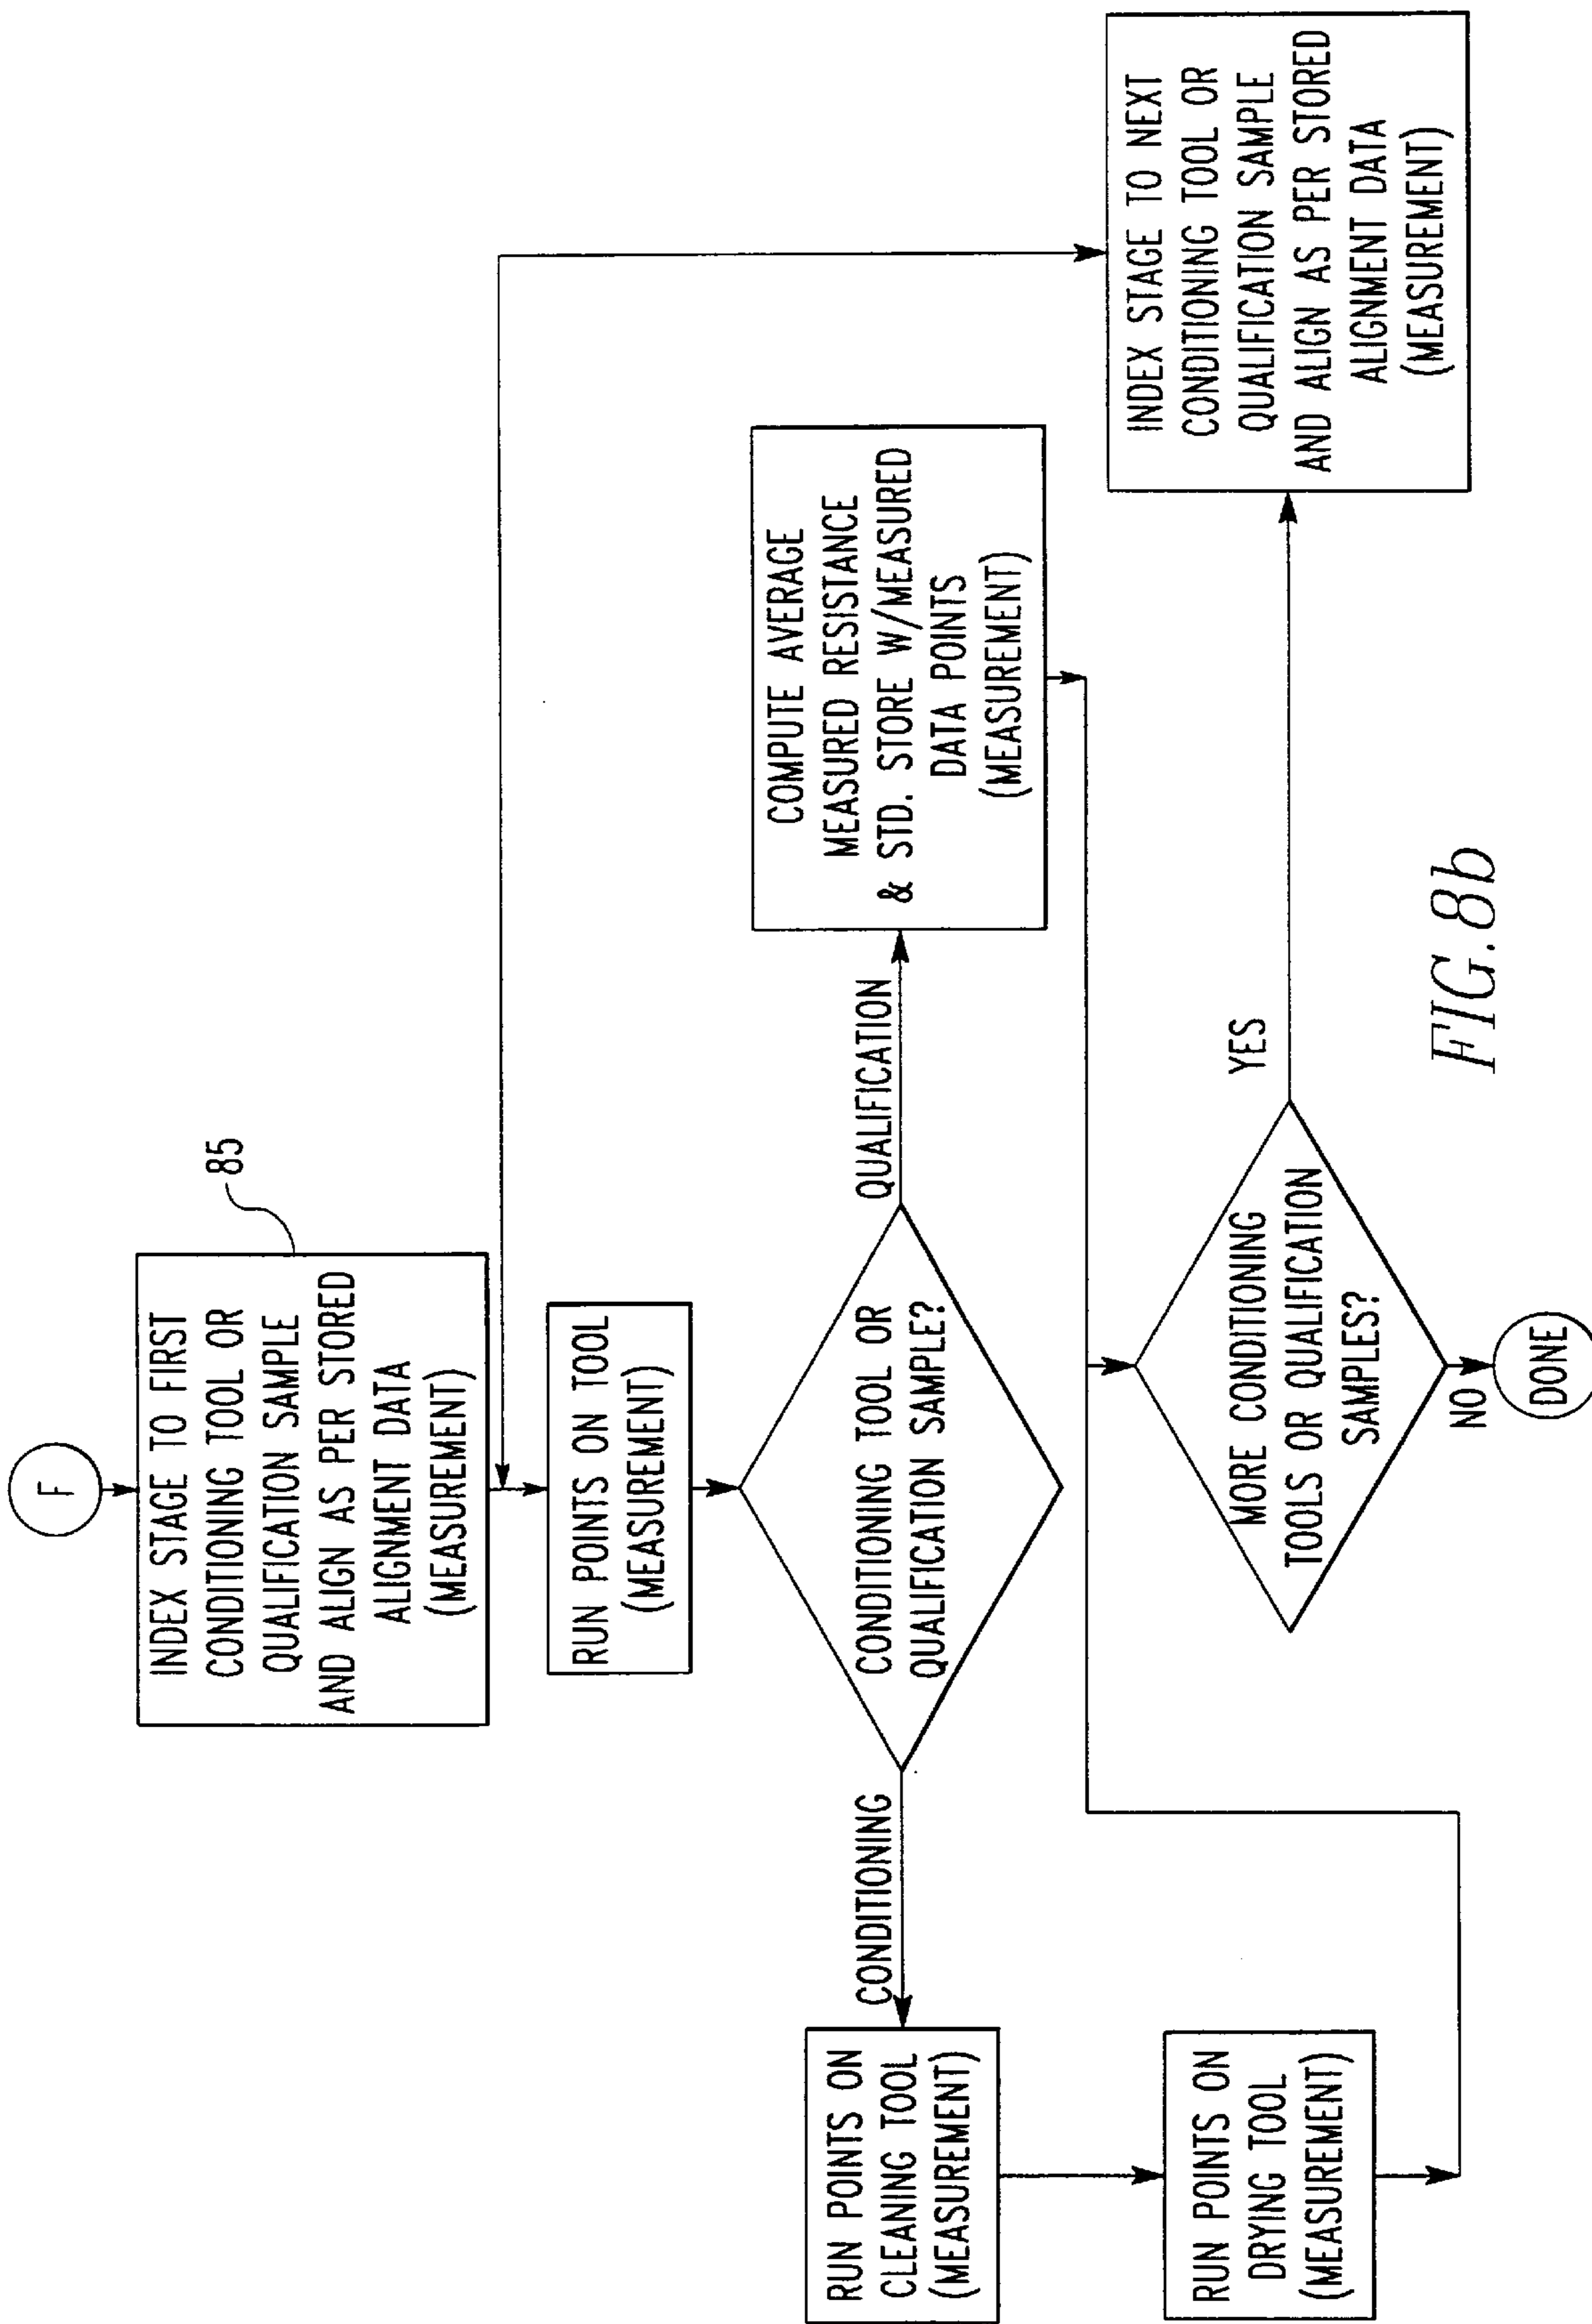 F
INDEX STAGE TO FIRST
CONDITIONING TOOL OR
QUALIFICATION SAMPLE
AND ALIGN AS PER STORED
ALIGNMENT DATA
(MEASUREMENT)
85
RUN POINTS ON TOOL
(MEASUREMENT)
CONDITIONING TOOL OR
QUALIFICATION SAMPLE?
CONDITIONING
QUALIFICATION
RUN POINTS ON
CLEANING TOOL
(MEASUREMENT)
RUN POINTS ON
DRYING TOOL
(MEASUREMENT)
COMPUTE AVERAGE
MEASURED RESISTANCE
& STD. STORE W/MEASURED
DATA POINTS
(MEASUREMENT)
MORE CONDITIONING
TOOLS OR QUALIFICATION
SAMPLES?
YES
NO
DONE
INDEX STAGE TO NEXT
CONDITIONING TOOL OR
QUALIFICATION SAMPLE
AND ALIGN AS PER STORED
ALIGNMENT DATA
(MEASUREMENT)
FIG.8b